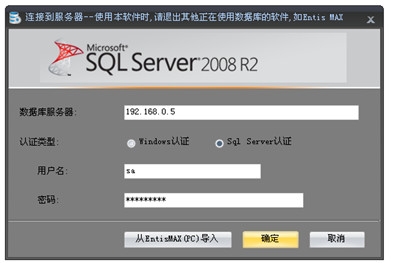 连接到服务器--使用本软件时,请退出其他正在使用数据库的软件,如Entis MAX
Microsoft
SQL Server 2008 R2
数据库服务器: 192.168.0.5
认证类型: Windows认证 Sql Server认证
用户名: sa
密码: *********
从EntisMAX(PC)导入 确定 取消